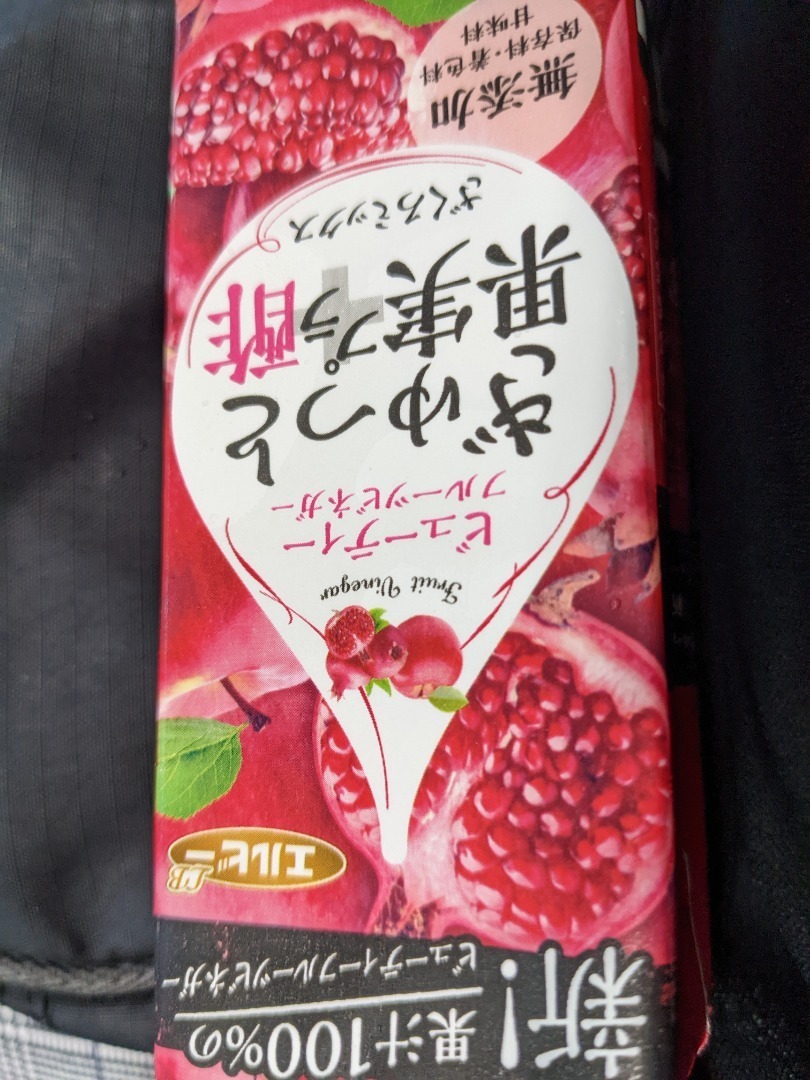 新!
果汁100%の
ビューティーフルーツビネガー
エルビー
LB
Fruit Vinegar
ビューティー
フルーツビネガー
ぎゅっと
果実プラ酢
+
ざくろミックス
無添加
保存料・着色料
甘味料